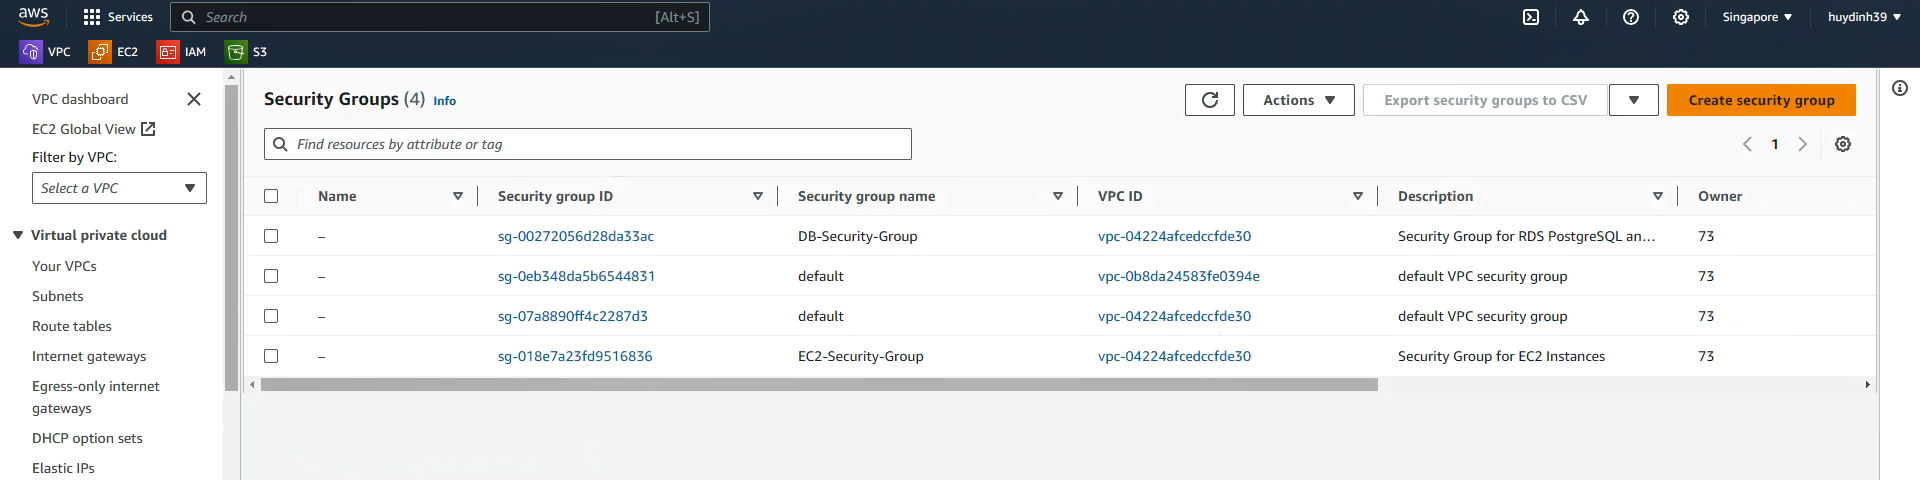 aws Services Search [Alt+S] Singapore ▼ huydinh39 ▼
VPC EC2 IAM S3
VPC dashboard
EC2 Global View
Filter by VPC:
Select a VPC
Virtual private cloud
Your VPCs
Subnets
Route tables
Internet gateways
Egress-only internet
gateways
DHCP option sets
Elastic IPs
Security Groups (4) Info
Actions Export security groups to CSV Create security group
Find resources by attribute or tag
1
Name Security group ID Security group name VPC ID Description Owner
– sg-00272056d28da33ac DB-Security-Group vpc-04224afcedccfde30 Security Group for RDS PostgreSQL an... 73
– sg-0eb348da5b6544831 default vpc-0b8da24583fe0394e default VPC security group 73
– sg-07a8890ff4c2287d3 default vpc-04224afcedccfde30 default VPC security group 73
– sg-018e7a23fd9516836 EC2-Security-Group vpc-04224afcedccfde30 Security Group for EC2 Instances 73